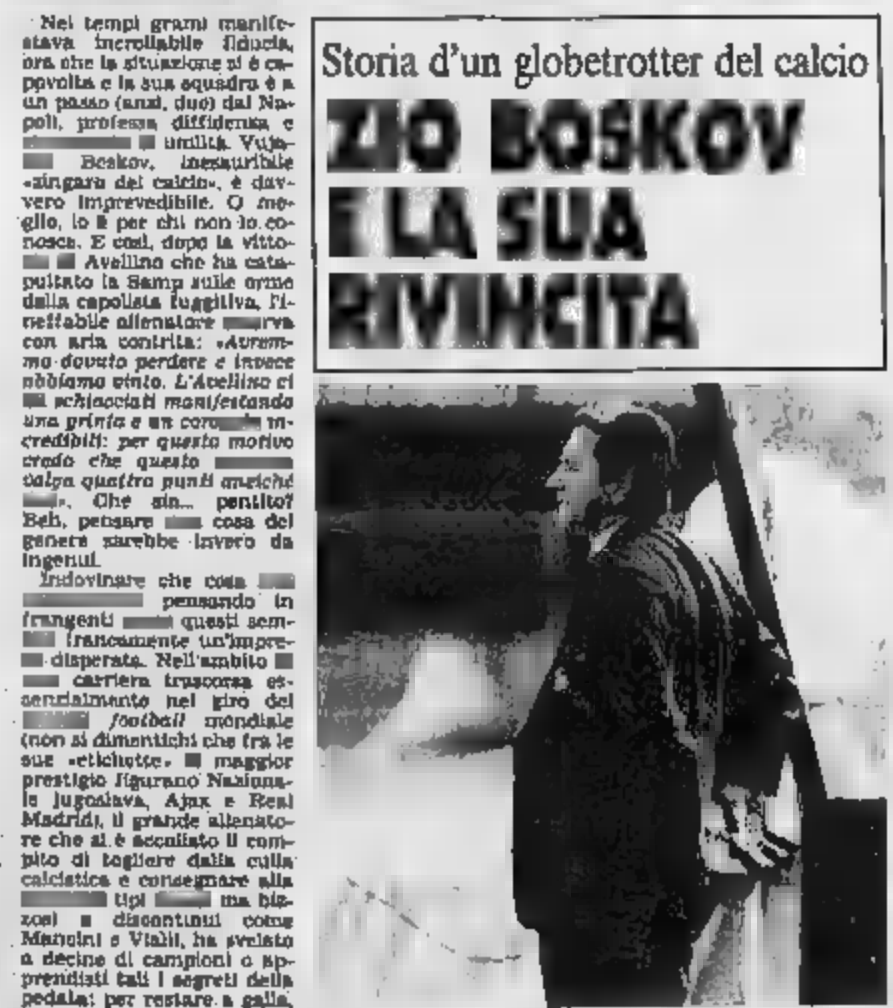 Nei tempi grami manife-
stava incrollabile fiducia,
ora che la situazione si è ca-
povolta e la sua squadra è a
un passo (anzi, due) dal Na-
poli, professa diffidenza e
umiltà. Vuja-
Boskov, inesauribile
«zingaro del calcio», è dav-
vero imprevedibile. O me-
glio, lo è per chi non lo co-
nosce. E così, dopo la vitto-
Avellino che ha cata-
pultato la Samp sulle orme
della capolista fuggitiva, l'i-
neffabile allenatore
con aria contrita: «Avrem-
mo dovuto perdere e invece
abbiamo vinto. L'Avellino ci
schiacciati manifestando
una grinta e un in-
credibili: per questo motivo
credo che questo
valga quattro punti anziché
». Che sia... pentito?
Beh, pensare cosa del
genere sarebbe invero da
ingenui.
Indovinare che cosa
pensando in
frangenti questi sem-
francamente un'impre-
disperata. Nell'ambito
carriera trascorsa es-
senzialmente nel giro del
football mondiale
(non si dimentichi che fra le
sue «etichette» maggior
prestigio figurano Naziona-
le jugoslava, Ajax e Real
Madrid), il grande allenato-
re che si è accollato il com-
pito di togliere dalla culla
calcistica e consegnare alla
tipi ma biz-
zosi e discontinui come
Mancini e Vialli, ha svelato
a decine di campioni o ap-
prendisti tali i segreti della
pedata; per restare a galla,
Storia d'un globetrotter del calcio
ZIO BOSKOV
E LA SUA
RIVINCITA